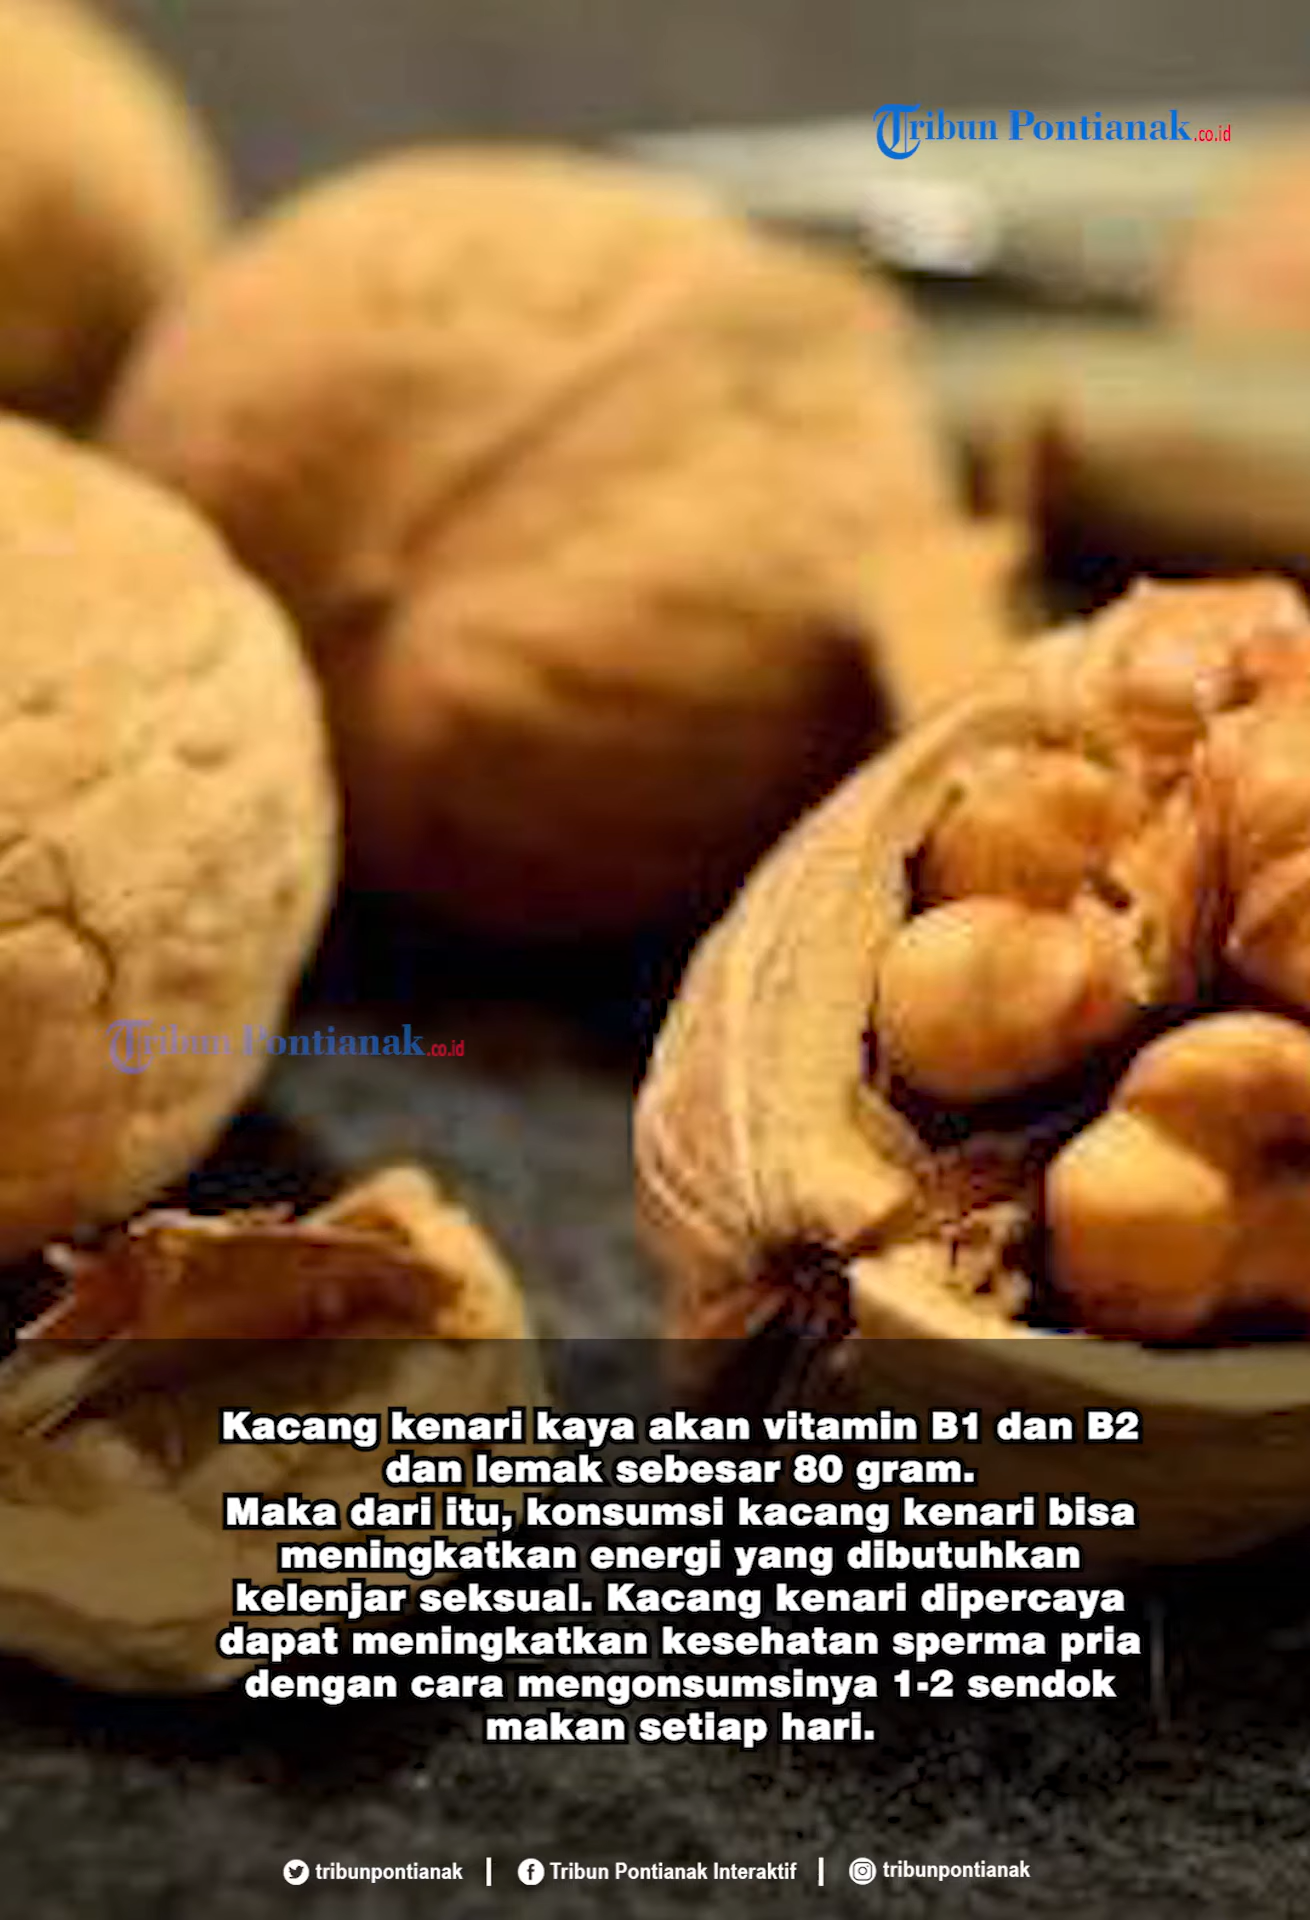 Tribun Pontianak.co.id
Tribun Pontianak.co.id
Kacang kenari kaya akan vitamin B1 dan B2
dan lemak sebesar 80 gram.
Maka dari itu, konsumsi kacang kenari bisa
meningkatkan energi yang dibutuhkan
kelenjar seksual. Kacang kenari dipercaya
dapat meningkatkan kesehatan sperma pria
dengan cara mengonsumsinya 1-2 sendok
makan setiap hari.
tribunpontianak | Tribun Pontianak Interaktif | tribunpontianak